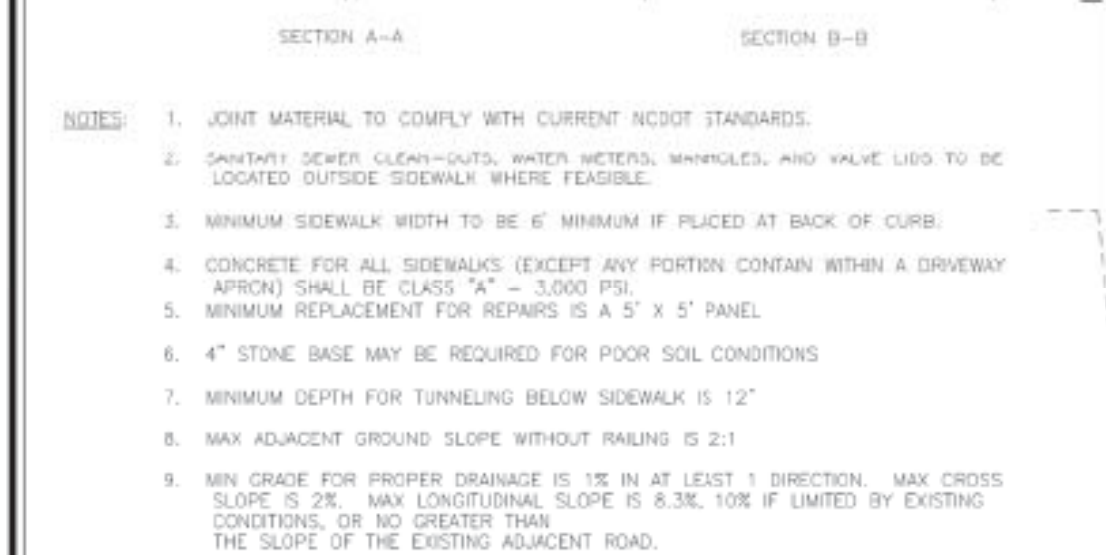 SECTION A-A
SECTION B-B
NOTES: 1. JOINT MATERIAL TO COMPLY WITH CURRENT NCDOT STANDARDS.
2. SANITARY SEWER CLEAN-OUTS, WATER METERS, MANHOLES, AND VALVE LIDS TO BE
LOCATED OUTSIDE SIDEWALK WHERE FEASIBLE.
3. MINIMUM SIDEWALK WIDTH TO BE 6' MINIMUM IF PLACED AT BACK OF CURB.
4. CONCRETE FOR ALL SIDEWALKS (EXCEPT ANY PORTION CONTAIN WITHIN A DRIVEWAY
APRON) SHALL BE CLASS "A" - 3,000 PSI.
5. MINIMUM REPLACEMENT FOR REPAIRS IS A 5' X 5' PANEL
6. 4" STONE BASE MAY BE REQUIRED FOR POOR SOIL CONDITIONS
7. MINIMUM DEPTH FOR TUNNELING BELOW SIDEWALK IS 12"
8. MAX ADJACENT GROUND SLOPE WITHOUT RAILING IS 2:1
9. MIN GRADE FOR PROPER DRAINAGE IS 1% IN AT LEAST 1 DIRECTION. MAX CROSS
SLOPE IS 2%. MAX LONGITUDINAL SLOPE IS 8.3%, 10% IF LIMITED BY EXISTING
CONDITIONS, OR NO GREATER THAN
THE SLOPE OF THE EXISTING ADJACENT ROAD.